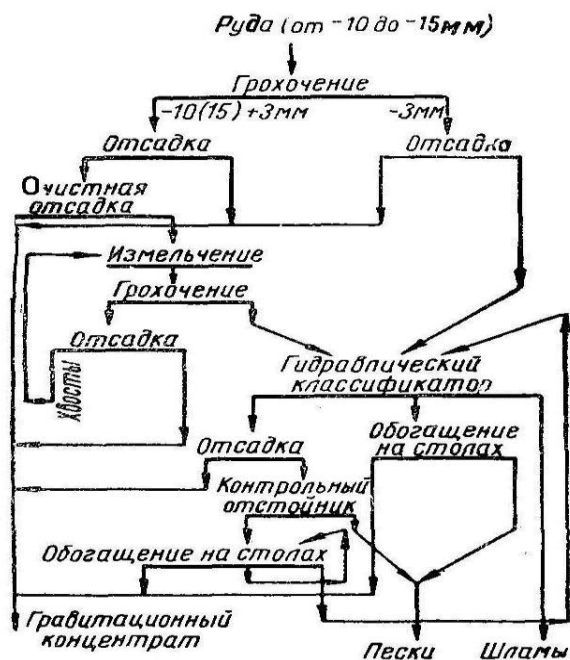 Руда (от -10 до -15мм)
Грохочение
-10(15)+3мм
-3мм
Отсадка
Отсадка
Очистная
отсадка
Измельчение
Грохочение
Отсадка
хвосты
Гидравлический
классификатор
Отсадка
Обогащение
на столах
Контрольный
отстойник
Обогащение на столах
Гравитационный
концентрат
Пески
Шламы